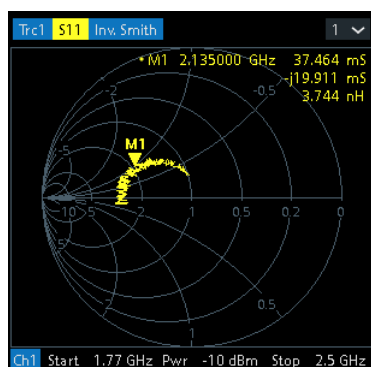 Trc1 S11 Inv. Smith 1
• M1 2.135000 GHz 37.464 mS
-j19.911 mS
3.744 nH
-1
-2
-0.5
M1
-5
-10 -5 2 1 0.5 0.2 0
5
0.5
1
Ch1 Start 1.77 GHz Pwr -10 dBm Stop 2.5 GHz